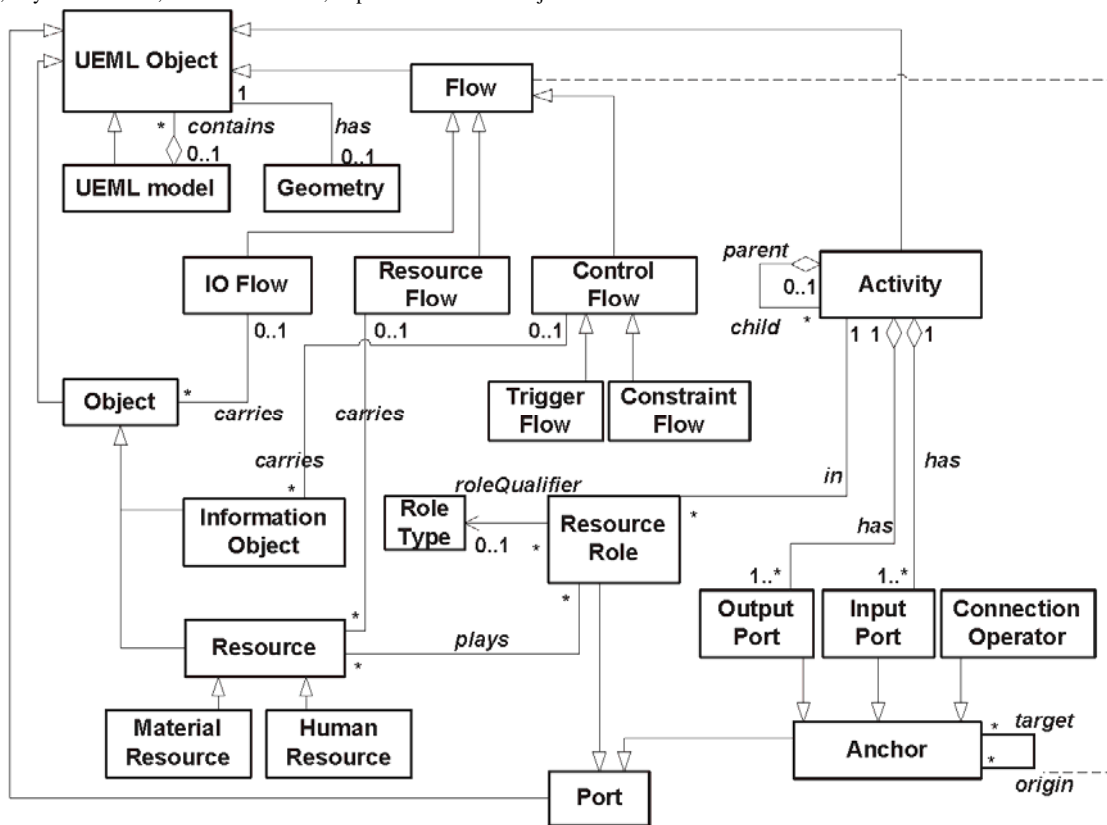 UEML Object
Flow
1
*
contains
has
0..1
0..1
UEML model
Geometry
IO Flow
Resource
Flow
Control
Flow
parent
0..1
child
*
Activity
0..1
0..1
0..1
1
1
1
Object
*
carries
carries
Trigger
Flow
Constraint
Flow
carries
*
in
has
has
Information
Object
Role
Type
roleQualifier
0..1
*
Resource
Role
*
*
1..*
1..*
Output
Port
Input
Port
Connection
Operator
Resource
*
*
plays
Material
Resource
Human
Resource
Anchor
*
target
*
origin
Port